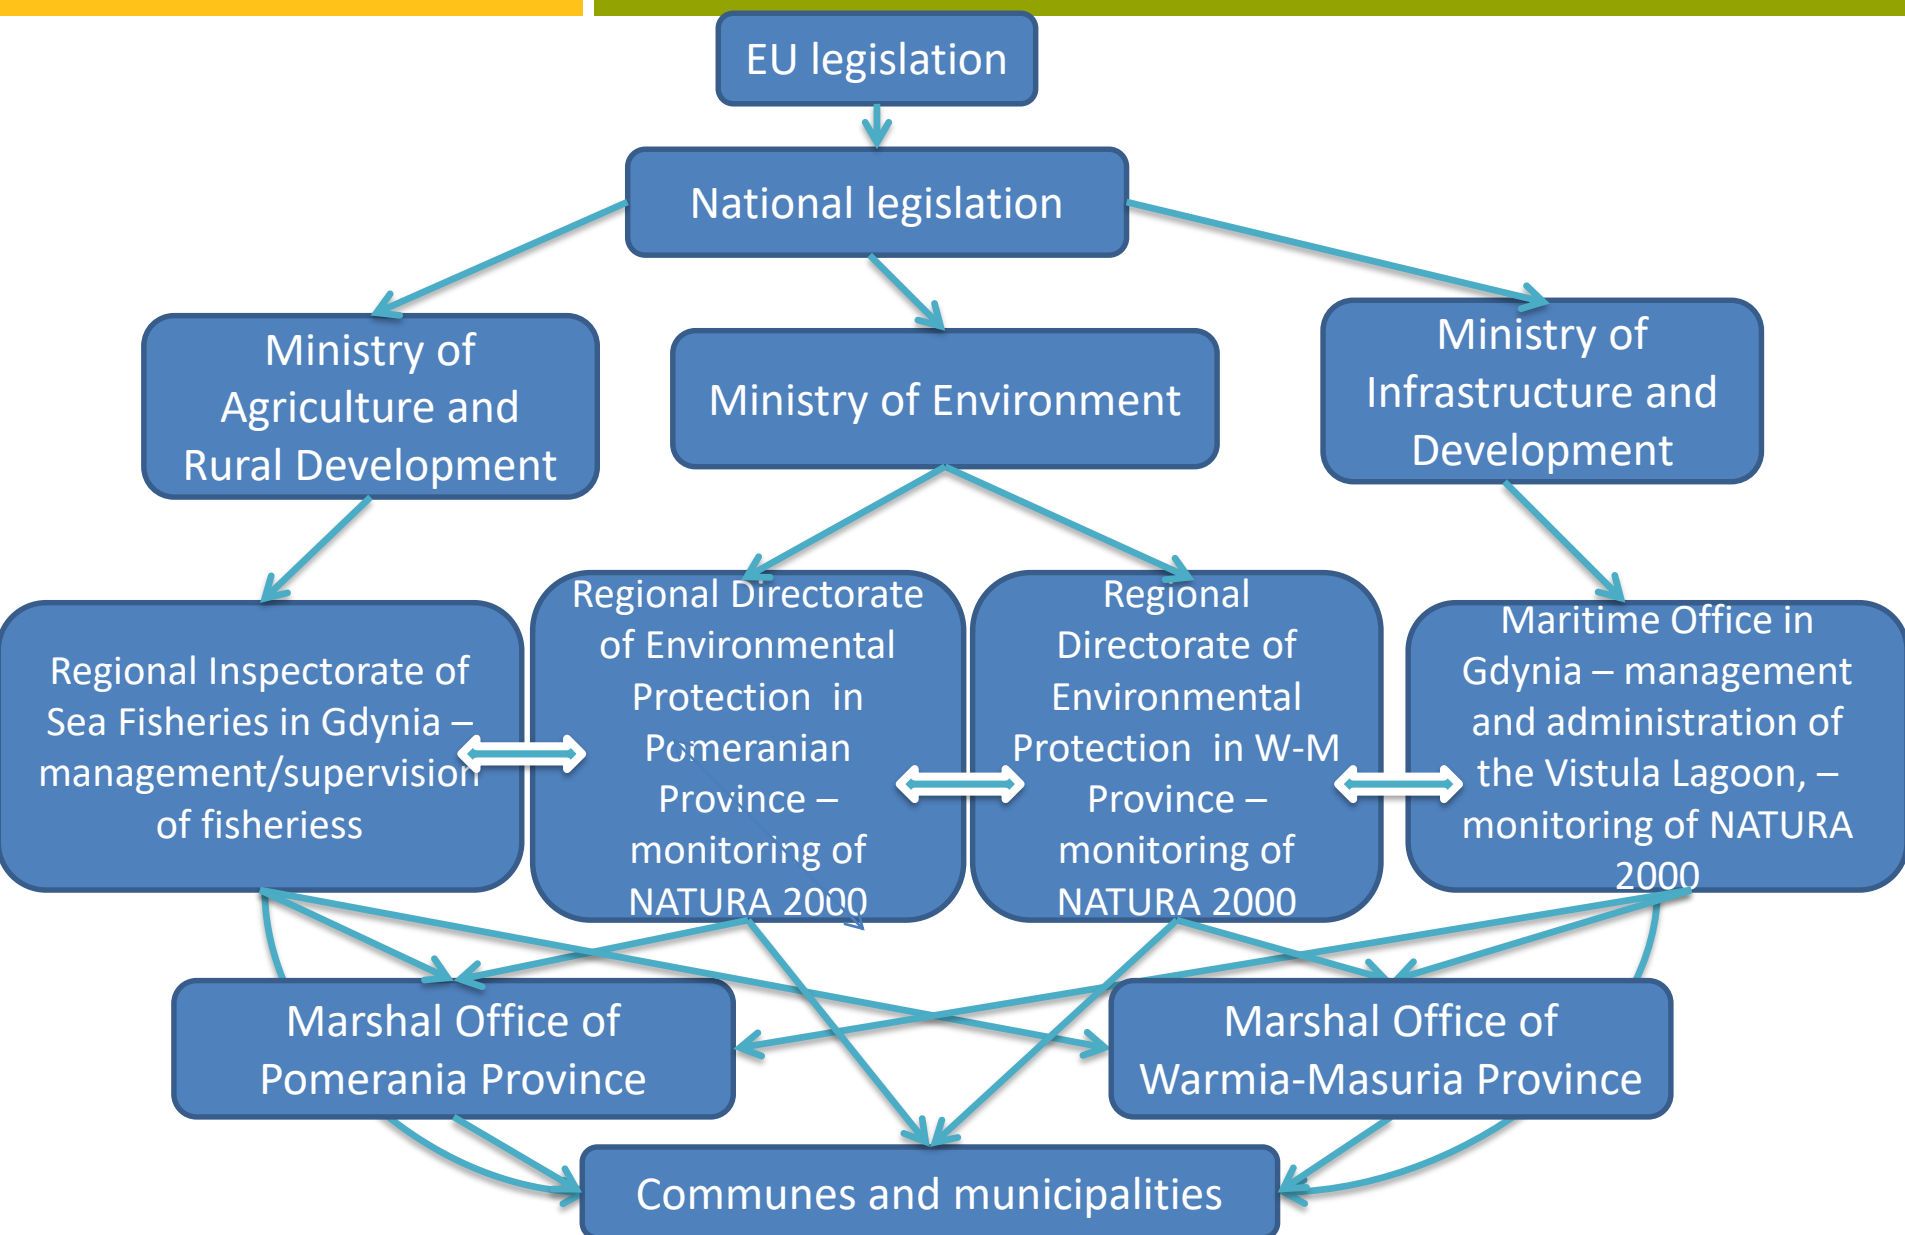 EU legislation
National legislation
Ministry of
Agriculture and
Rural Development
Ministry of Environment
Ministry of
Infrastructure and
Development
Regional Inspectorate of
Sea Fisheries in Gdynia –
management/supervision
of fisheriess
Regional Directorate
of Environmental
Protection in
Pomeranian
Province –
monitoring of
NATURA 2000
Regional
Directorate of
Environmental
Protection in W-M
Province –
monitoring of
NATURA 2000
Maritime Office in
Gdynia – management
and administration of
the Vistula Lagoon, –
monitoring of NATURA
2000
Marshal Office of
Pomerania Province
Marshal Office of
Warmia-Masuria Province
Communes and municipalities